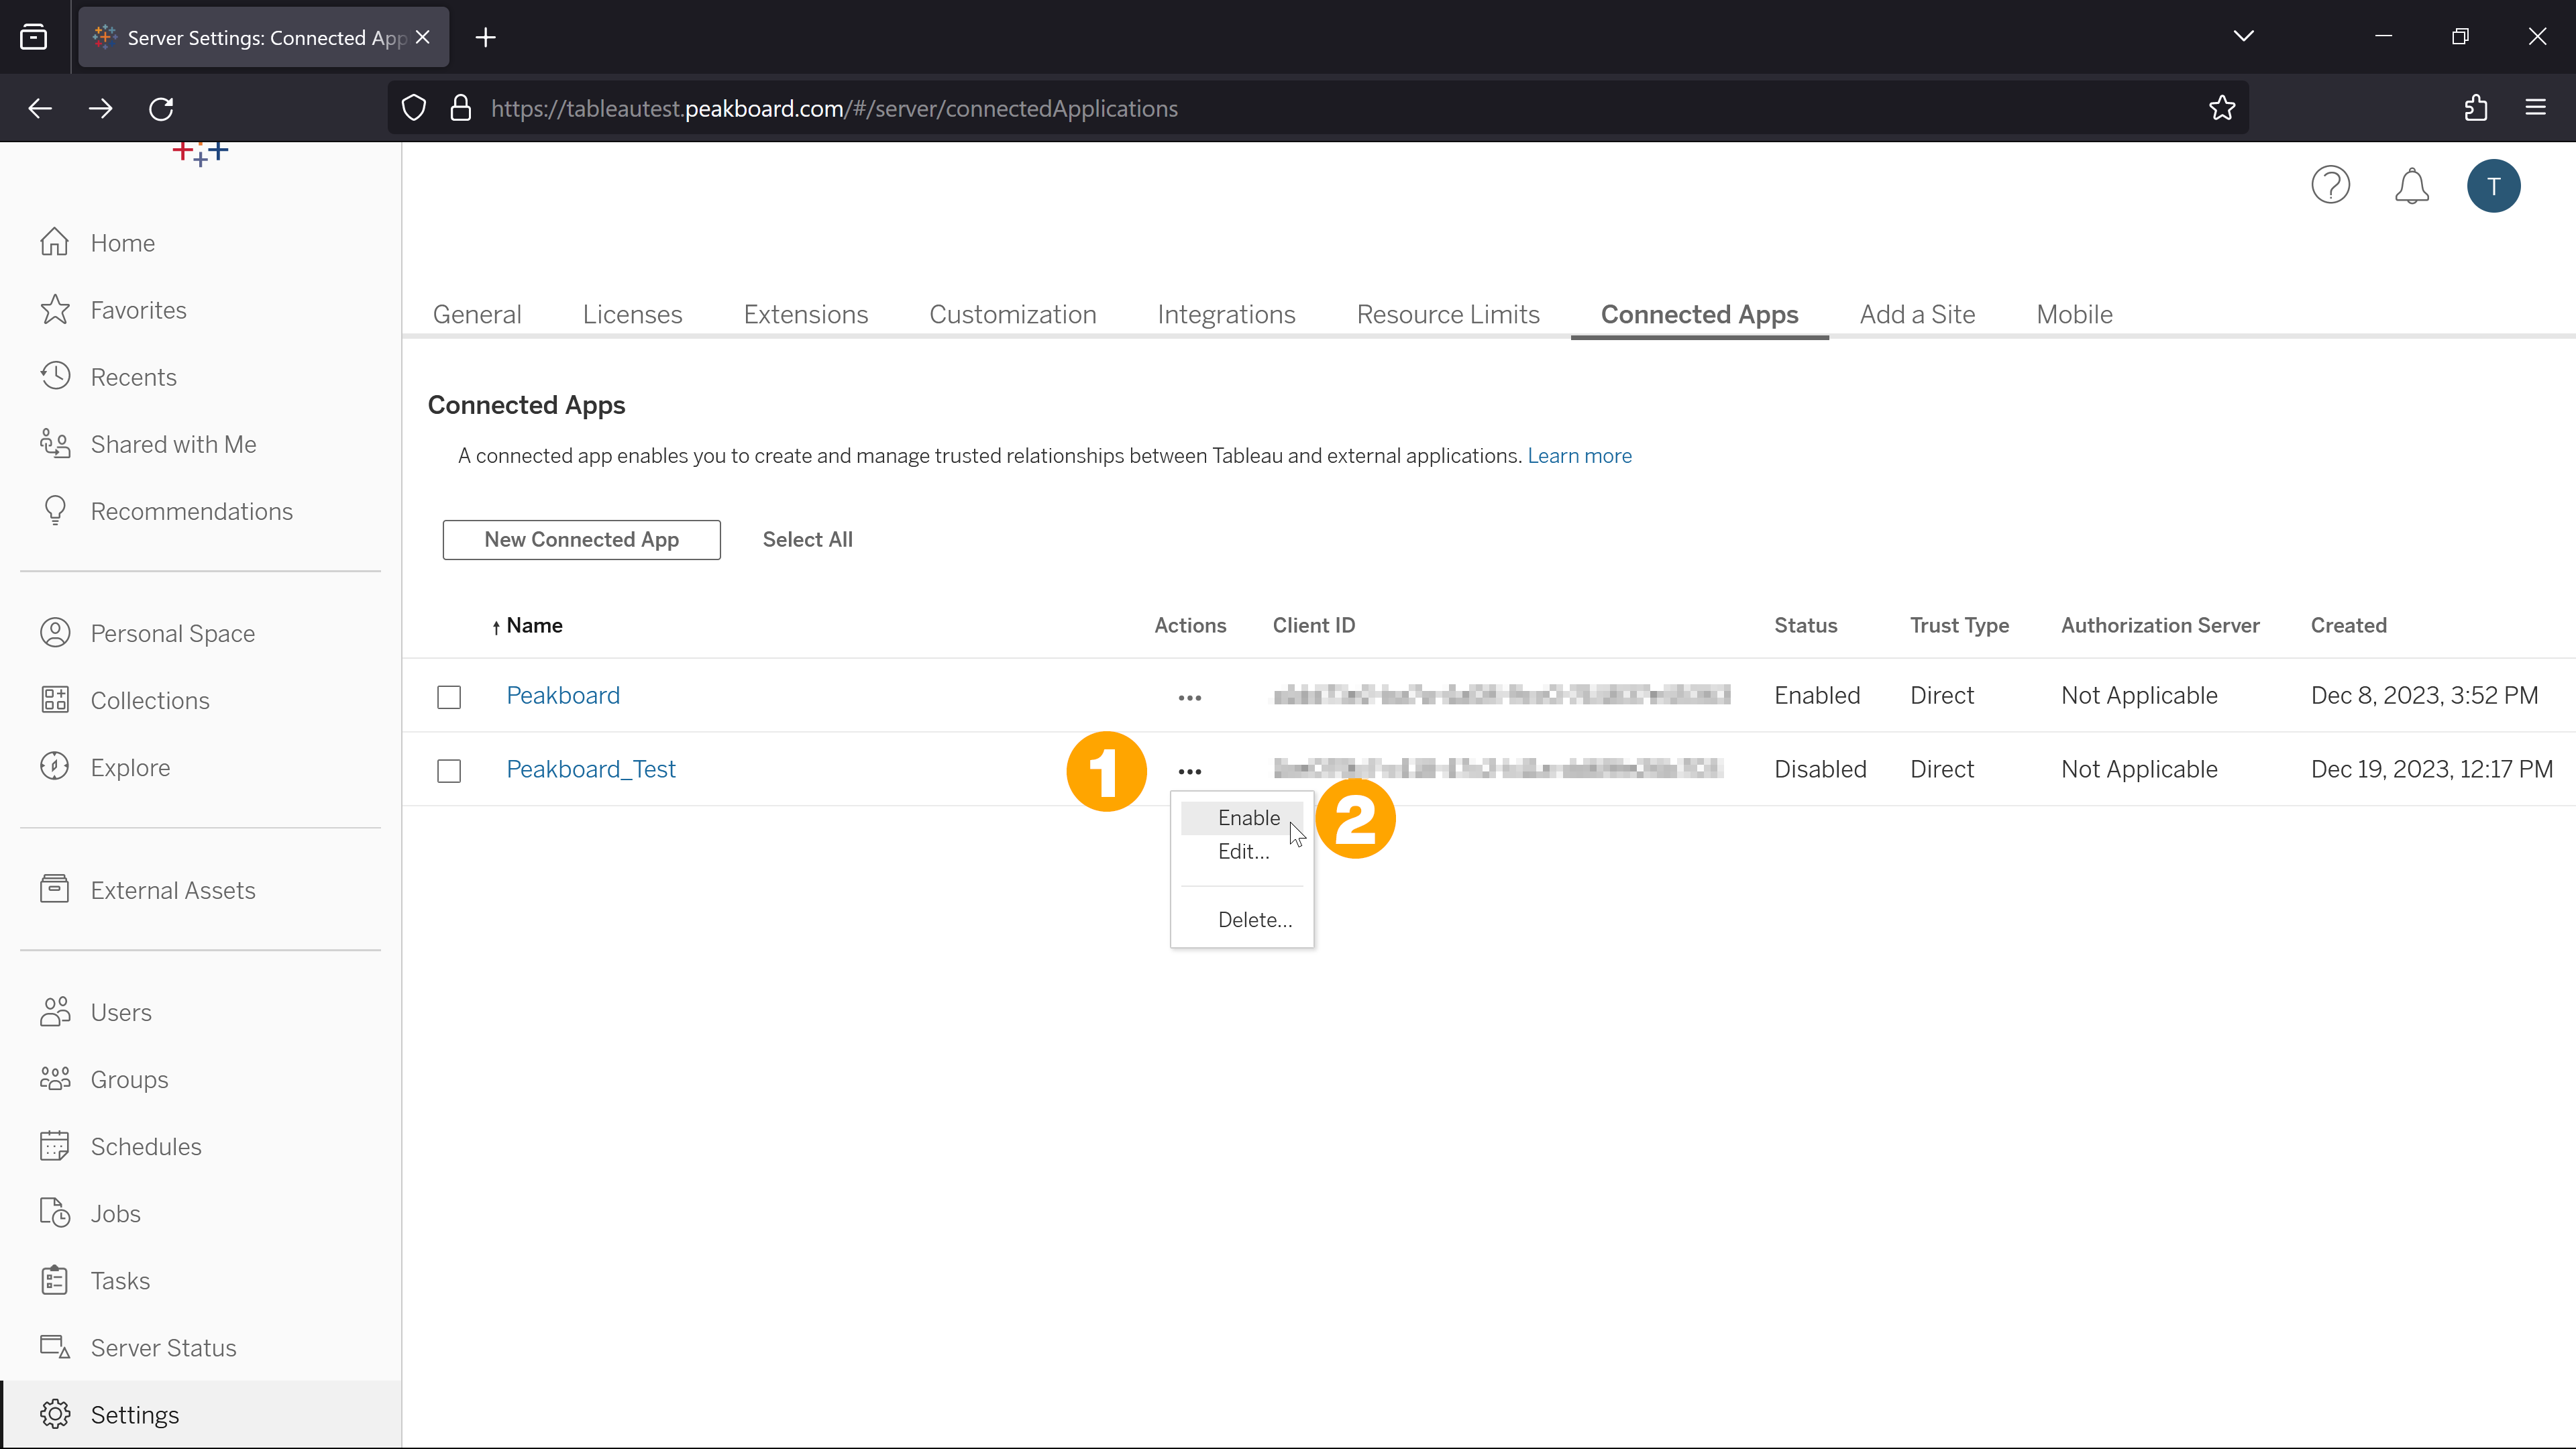 Server Settings: Connected App
https://tableautest.peakboard.com/#/server/connectedApplications
T
Home
Favorites
Recents
Shared with Me
Recommendations
Personal Space
Collections
Explore
External Assets
Users
Groups
Schedules
Jobs
Tasks
Server Status
Settings
General Licenses Extensions Customization Integrations Resource Limits Connected Apps Add a Site Mobile
Connected Apps
A connected app enables you to create and manage trusted relationships between Tableau and external applications. Learn more
New Connected App Select All
↑ Name Actions Client ID Status Trust Type Authorization Server Created
Peakboard ••• Enabled Direct Not Applicable Dec 8, 2023, 3:52 PM
Peakboard_Test 1 ••• Disabled Direct Not Applicable Dec 19, 2023, 12:17 PM
Enable 2
Edit...
Delete...